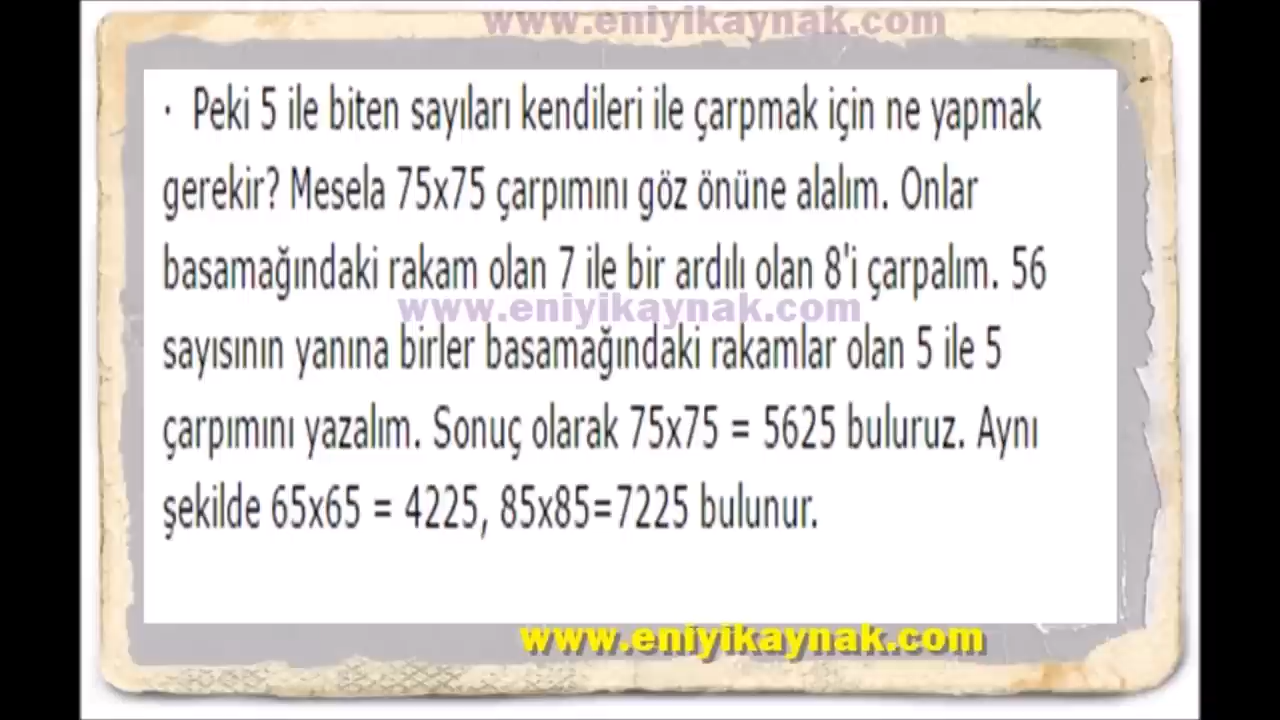 www.eniyikaynak.com
· Peki 5 ile biten sayıları kendileri ile çarpmak için ne yapmak
gerekir? Mesela 75x75 çarpımını göz önüne alalım. Onlar
basamağındaki rakam olan 7 ile bir ardılı olan 8'i çarpalım. 56
www.eniyikaynak.com
sayısının yanına birler basamağındaki rakamlar olan 5 ile 5
çarpımını yazalım. Sonuç olarak 75x75 = 5625 buluruz. Aynı
şekilde 65x65 = 4225, 85x85=7225 bulunur.
www.eniyikaynak.com